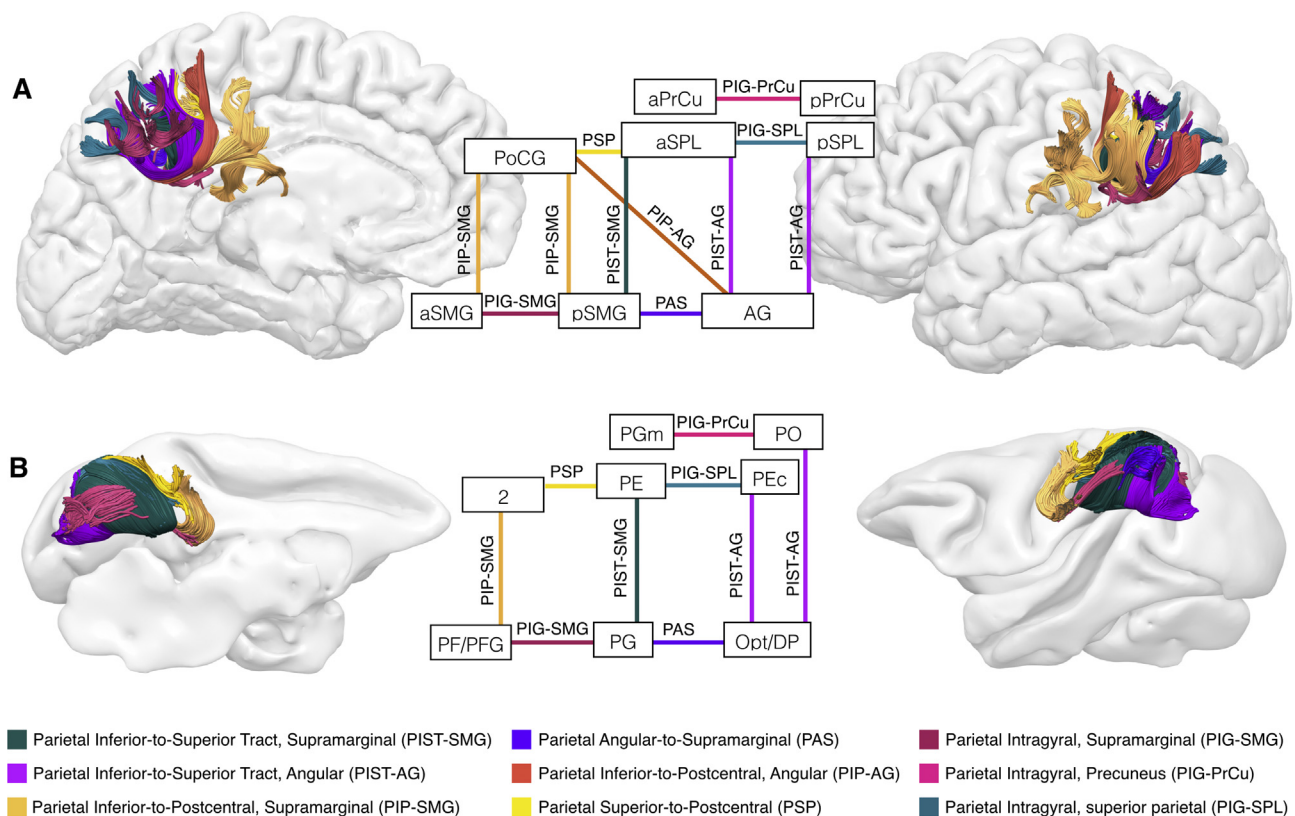 A
aPrCu PIG-PrCu pPrCu
PoCG PSP aSPL PIG-SPL pSPL
PIP-SMG PIP-SMG PIST-SMG PIP-AG PIST-AG PIST-AG
aSMG PIG-SMG pSMG PAS AG
B
PGm PIG-PrCu PO
2 PSP PE PIG-SPL PEc
PIP-SMG PIST-SMG PIST-AG PIST-AG
PF/PFG PIG-SMG PG PAS Opt/DP
Parietal Inferior-to-Superior Tract, Supramarginal (PIST-SMG)
Parietal Inferior-to-Superior Tract, Angular (PIST-AG)
Parietal Inferior-to-Postcentral, Supramarginal (PIP-SMG)
Parietal Angular-to-Supramarginal (PAS)
Parietal Inferior-to-Postcentral, Angular (PIP-AG)
Parietal Superior-to-Postcentral (PSP)
Parietal Intragyral, Supramarginal (PIG-SMG)
Parietal Intragyral, Precuneus (PIG-PrCu)
Parietal Intragyral, superior parietal (PIG-SPL)